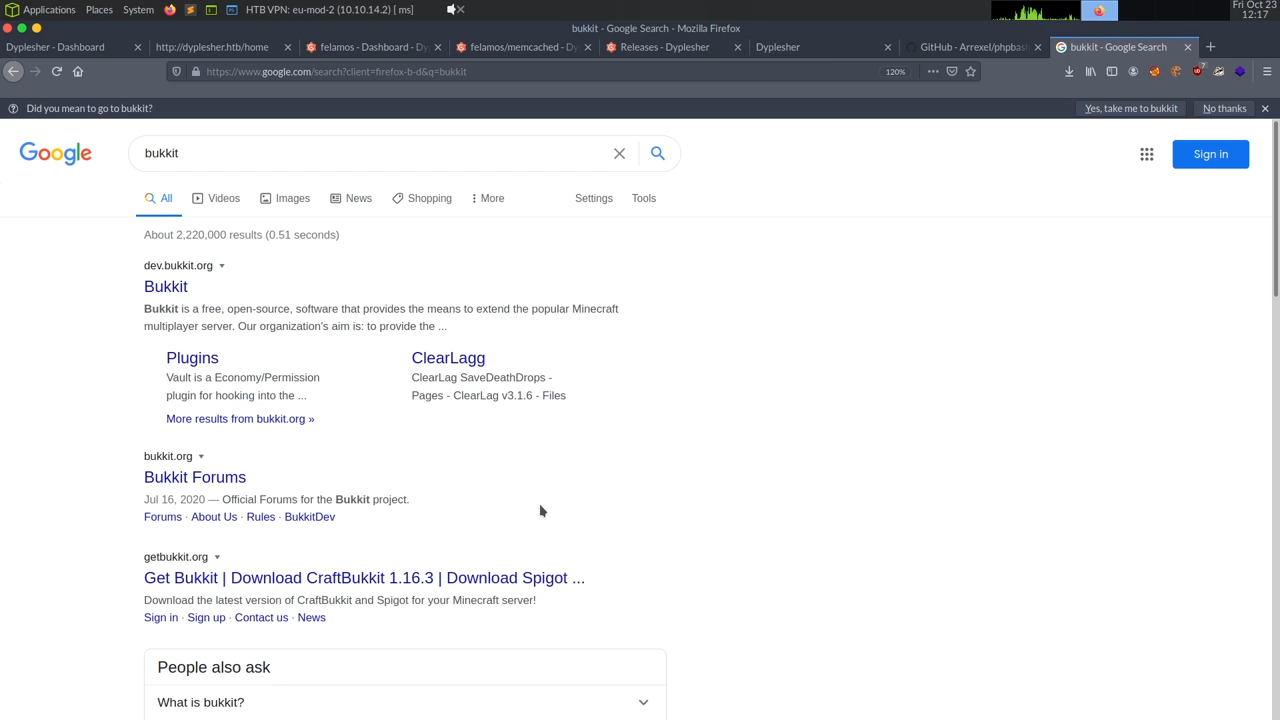 Applications Places System HTB VPN: eu-mod-2 (10.10.14.2) [ ms] Fri Oct 23
12:17
bukkit - Google Search - Mozilla Firefox
Dyplesher - Dashboard http://dyplesher.htb/home felamos - Dashboard - Dy felamos/memcached - D Releases - Dyplesher Dyplesher GitHub - Arrexel/phpbas bukkit - Google Search
https://www.google.com/search?client=firefox-b-d&q=bukkit 120%
Did you mean to go to bukkit? Yes, take me to bukkit No thanks
Google bukkit Sign in
All Videos Images News Shopping More Settings Tools
About 2,220,000 results (0.51 seconds)
dev.bukkit.org
Bukkit
Bukkit is a free, open-source, software that provides the means to extend the popular Minecraft
multiplayer server. Our organization's aim is: to provide the ...
Plugins ClearLagg
Vault is a Economy/Permission ClearLag SaveDeathDrops -
plugin for hooking into the ... Pages - ClearLag v3.1.6 - Files
More results from bukkit.org »
bukkit.org
Bukkit Forums
Jul 16, 2020 — Official Forums for the Bukkit project.
Forums · About Us · Rules · BukkitDev
getbukkit.org
Get Bukkit | Download CraftBukkit 1.16.3 | Download Spigot ...
Download the latest version of CraftBukkit and Spigot for your Minecraft server!
Sign in · Sign up · Contact us · News
People also ask
What is bukkit?